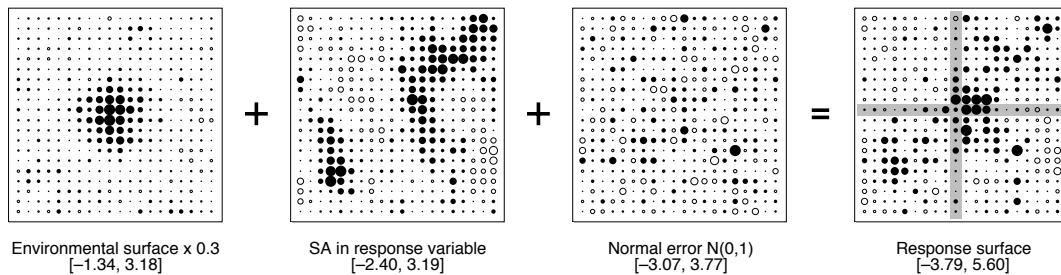 + + =
Environmental surface x 0.3
[–1.34, 3.18]
SA in response variable
[–2.40, 3.19]
Normal error N(0,1)
[–3.07, 3.77]
Response surface
[–3.79, 5.60]